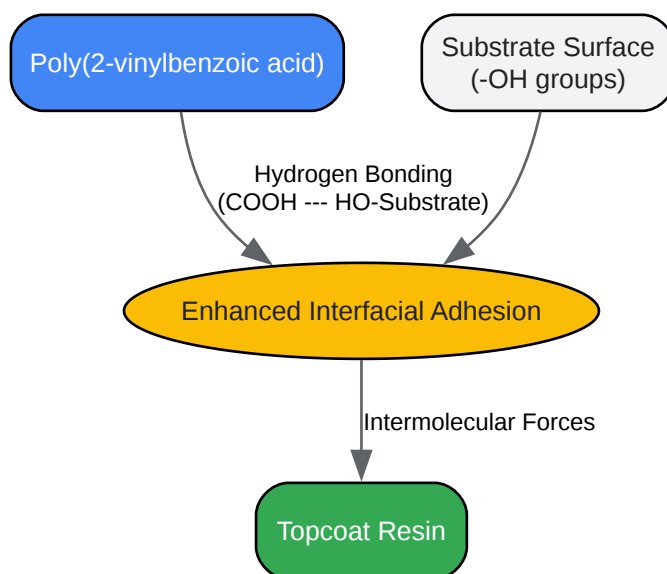 Poly(2-vinylbenzoic acid)
Substrate Surface
(-OH groups)
Hydrogen Bonding
(COOH --- HO-Substrate)
Enhanced Interfacial Adhesion
Intermolecular Forces
Topcoat Resin